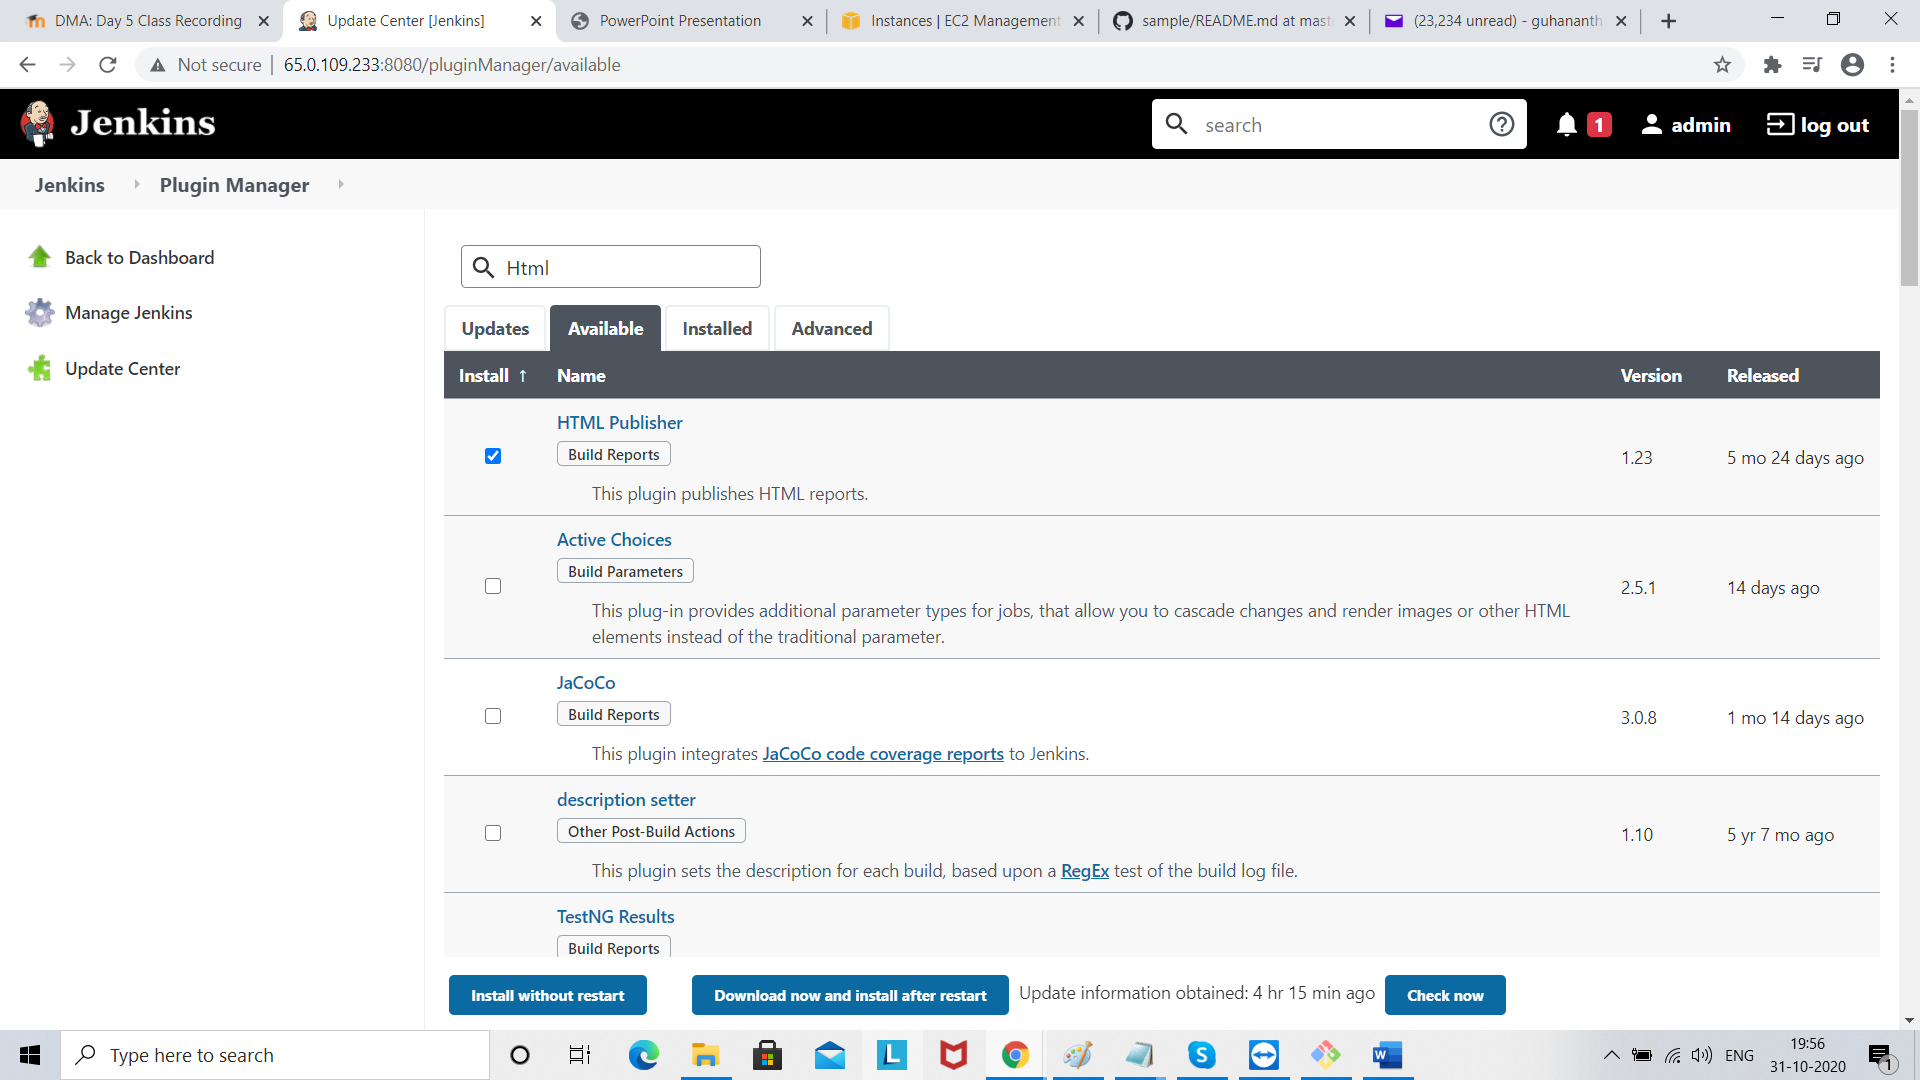 DMA: Day 5 Class Recording
Update Center [Jenkins]
PowerPoint Presentation
Instances | EC2 Management
sample/README.md at mast
(23,234 unread) - guhananth
Not secure | 65.0.109.233:8080/pluginManager/available
Jenkins
search
1
admin
log out
Jenkins
Plugin Manager
Back to Dashboard
Manage Jenkins
Update Center
Html
Updates
Available
Installed
Advanced
Install ↑ Name Version Released
HTML Publisher
Build Reports
This plugin publishes HTML reports.
1.23
5 mo 24 days ago
Active Choices
Build Parameters
This plug-in provides additional parameter types for jobs, that allow you to cascade changes and render images or other HTML
elements instead of the traditional parameter.
2.5.1
14 days ago
JaCoCo
Build Reports
This plugin integrates JaCoCo code coverage reports to Jenkins.
3.0.8
1 mo 14 days ago
description setter
Other Post-Build Actions
This plugin sets the description for each build, based upon a RegEx test of the build log file.
1.10
5 yr 7 mo ago
TestNG Results
Build Reports
Install without restart
Download now and install after restart
Update information obtained: 4 hr 15 min ago
Check now
Type here to search
ENG
19:56
31-10-2020
1